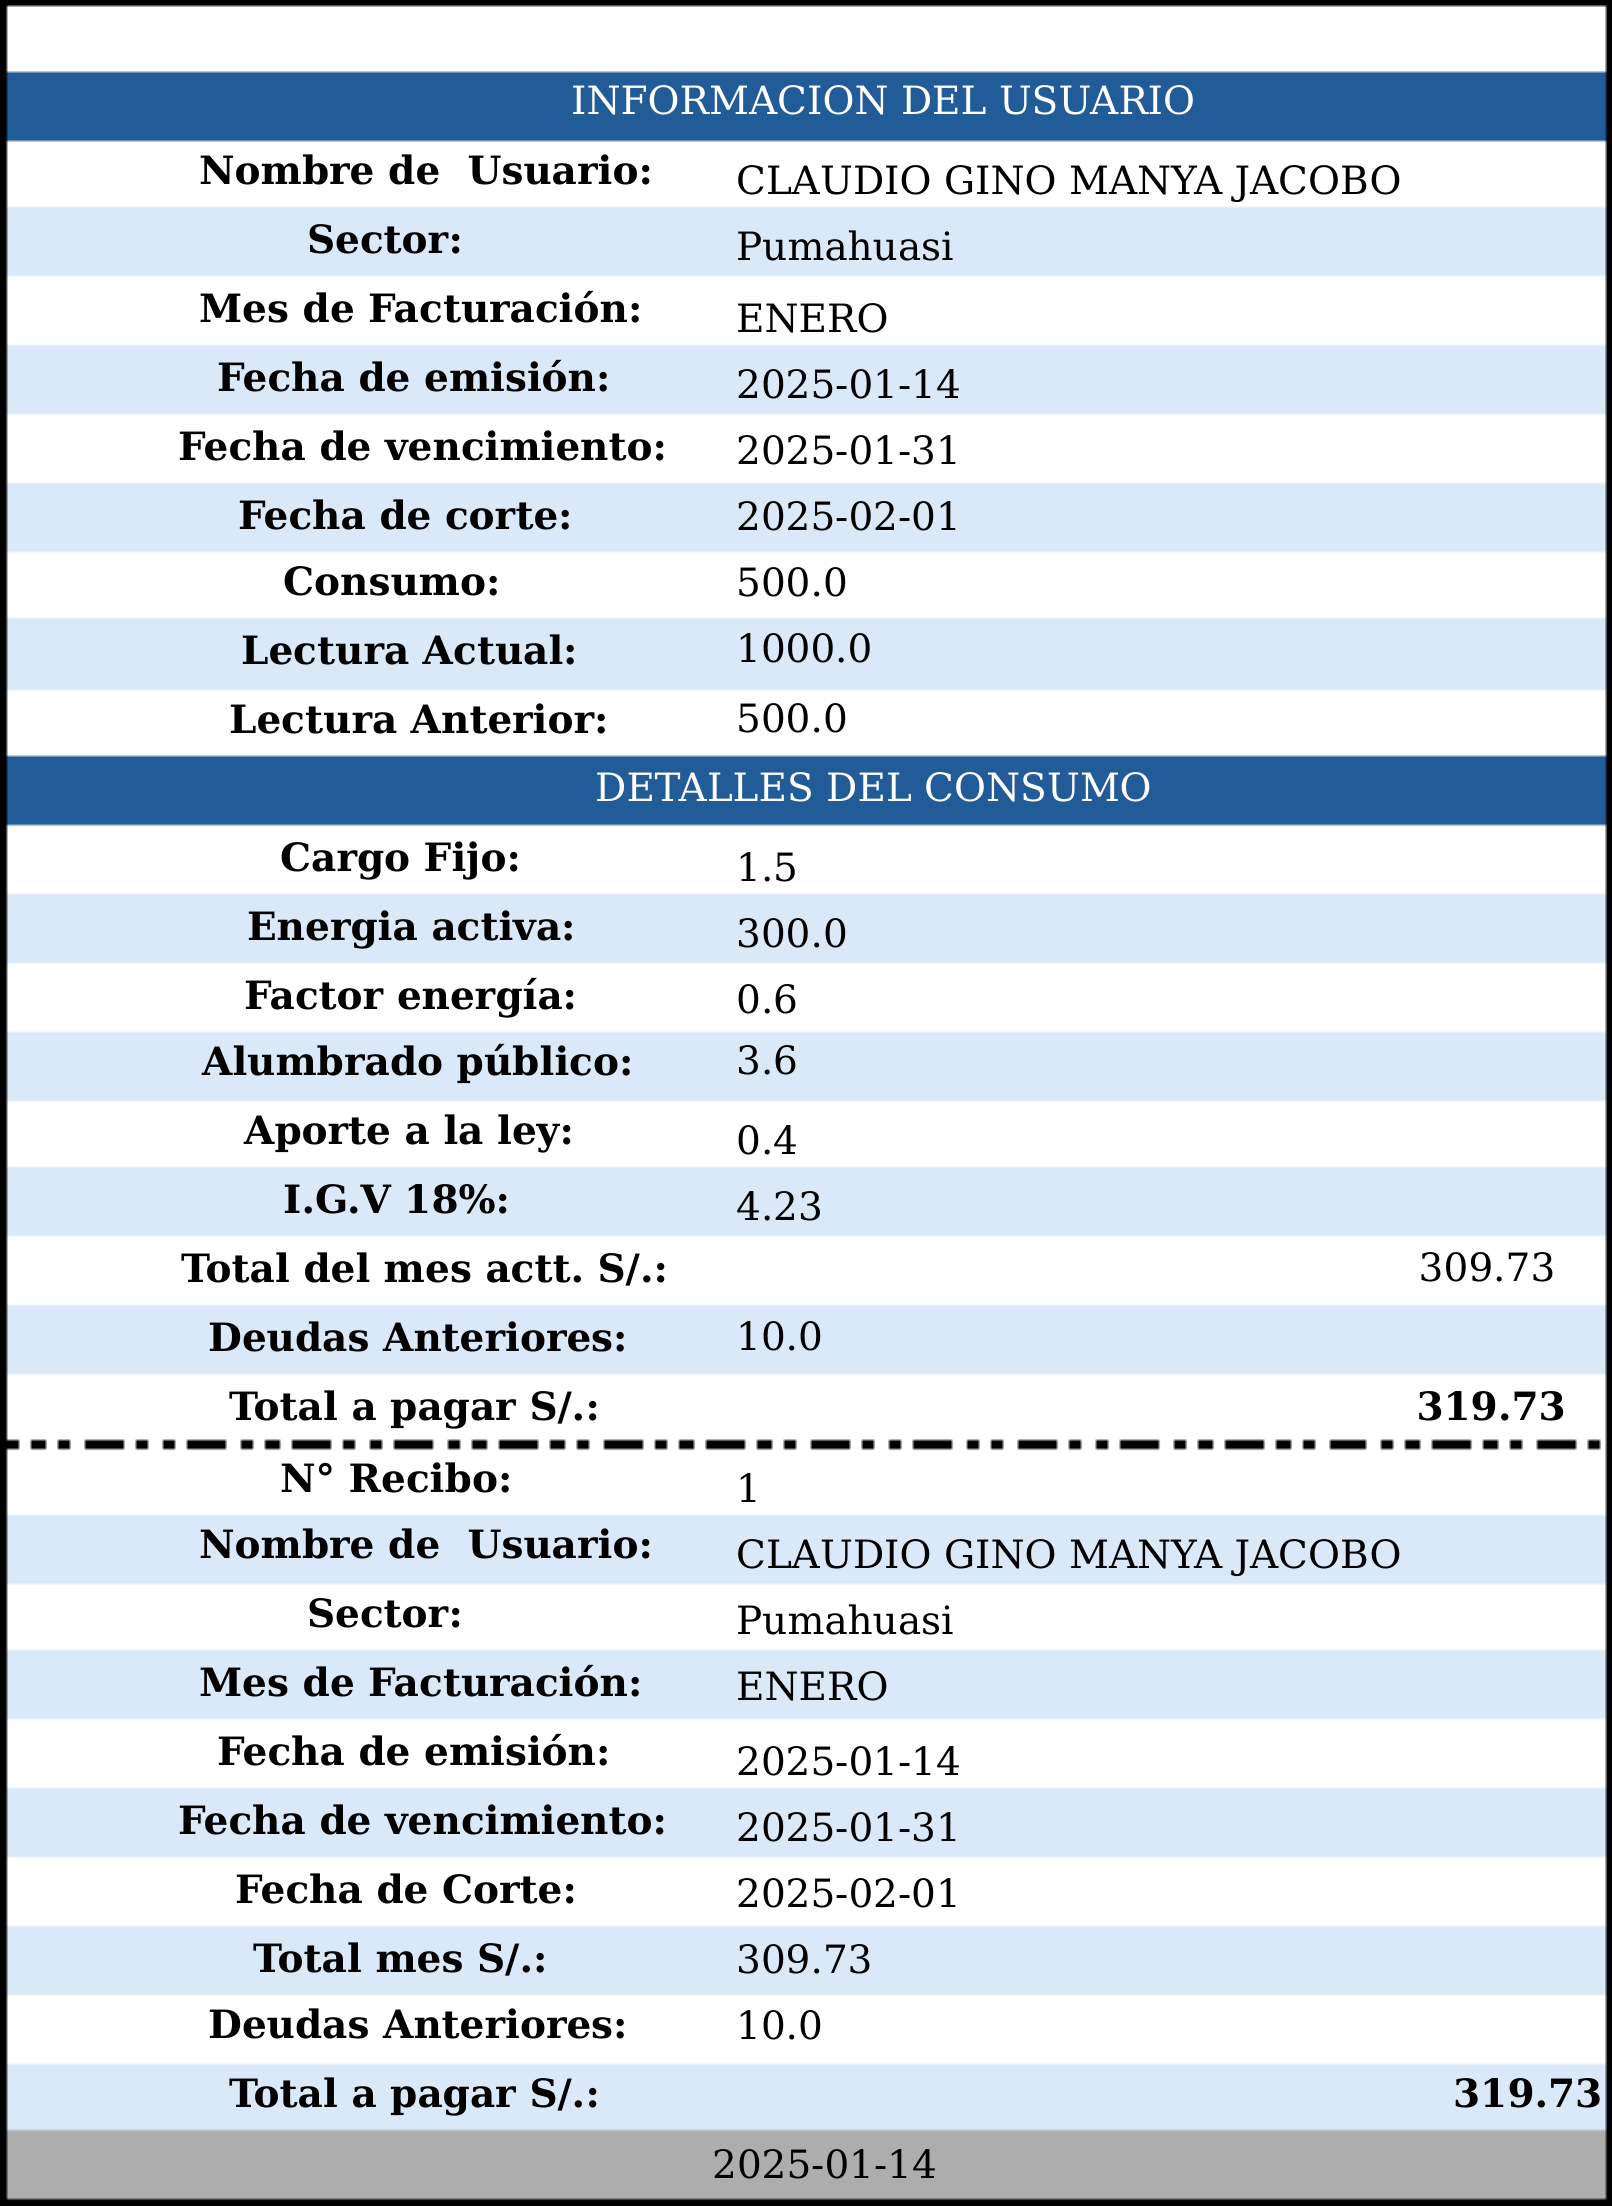 INFORMACION DEL USUARIO
Nombre de  Usuario: CLAUDIO GINO MANYA JACOBO
Sector: Pumahuasi
Mes de Facturación: ENERO
Fecha de emisión: 2025-01-14
Fecha de vencimiento: 2025-01-31
Fecha de corte: 2025-02-01
Consumo: 500.0
Lectura Actual: 1000.0
Lectura Anterior: 500.0
DETALLES DEL CONSUMO
Cargo Fijo: 1.5
Energia activa: 300.0
Factor energía: 0.6
Alumbrado público: 3.6
Aporte a la ley: 0.4
I.G.V 18%: 4.23
Total del mes actt. S/.: 309.73
Deudas Anteriores: 10.0
Total a pagar S/.: 319.73
N° Recibo: 1
Nombre de  Usuario: CLAUDIO GINO MANYA JACOBO
Sector: Pumahuasi
Mes de Facturación: ENERO
Fecha de emisión: 2025-01-14
Fecha de vencimiento: 2025-01-31
Fecha de Corte: 2025-02-01
Total mes S/.: 309.73
Deudas Anteriores: 10.0
Total a pagar S/.: 319.73
2025-01-14